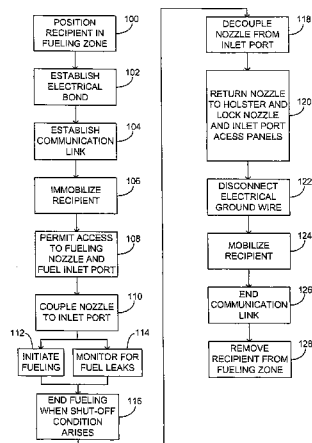 POSITION
RECIPIENT IN
FUELING ZONE
100
ESTABLISH
ELECTRICAL
BOND
102
ESTABLISH
COMMUNICATION
LINK
104
IMMOBILIZE
RECIPIENT
106
PERMIT ACCESS
TO FUELING
NOZZLE AND
FUEL INLET PORT
108
COUPLE NOZZLE
TO INLET PORT
110
112
INITIATE
FUELING
114
MONITOR FOR
FUEL LEAKS
END FUELING
WHEN SHUT-OFF
CONDITION
ARISES
116
DECOUPLE
NOZZLE FROM
INLET PORT
118
RETURN NOZZLE
TO HOLSTER AND
LOCK NOZZLE
AND INLET PORT
ACESS PANELS
120
DISCONNECT
ELECTRICAL
GROUND WIRE
122
MOBILIZE
RECIPIENT
124
END
COMMUNICATION
LINK
126
REMOVE
RECIPIENT FROM
FUELING ZONE
128